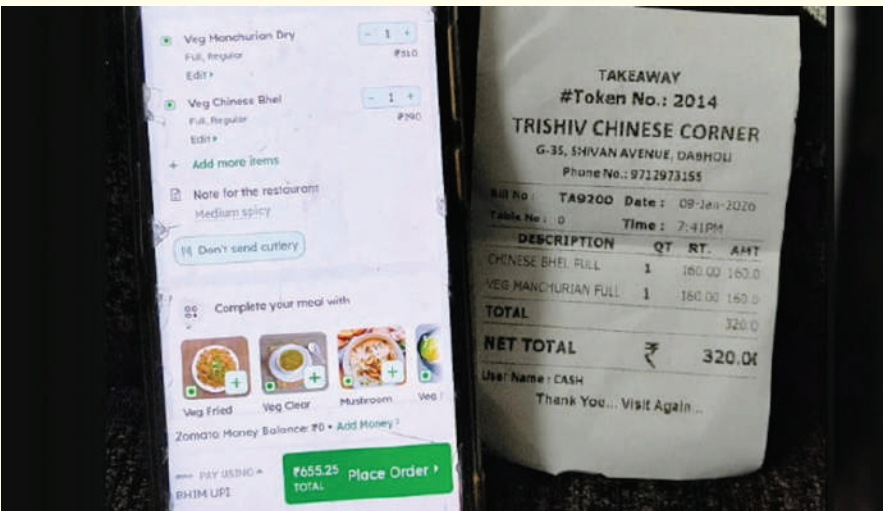 Veg Manchurian Dry
- 1 +
Full, Regular
₹310
Edit
Veg Chinese Bhel
- 1 +
Full, Regular
₹290
Edit
+ Add more items
Note for the restaurant
Medium spicy
Don't send cutlery
Complete your meal with
Veg Fried
Veg Clear
Mushroom
Veg
Zomato Money Balance: ₹0 • Add Money
PAY USING
BHIM UPI
₹655.25
TOTAL
Place Order
TAKEAWAY
#Token No.: 2014
TRISHIV CHINESE CORNER
G-35, SHIVAN AVENUE, DABHOLI
Phone No.: 9712973155
Bill No : TA9200 Date : 09-Jan-2026
Table No : 0 Time : 7:41PM
DESCRIPTION QT RT. AMT
CHINESE BHEL FULL 1 160.00 160.0
VEG MANCHURIAN FULL 1 160.00 160.0
TOTAL 320.0
NET TOTAL ₹ 320.00
User Name : CASH
Thank You... Visit Again...